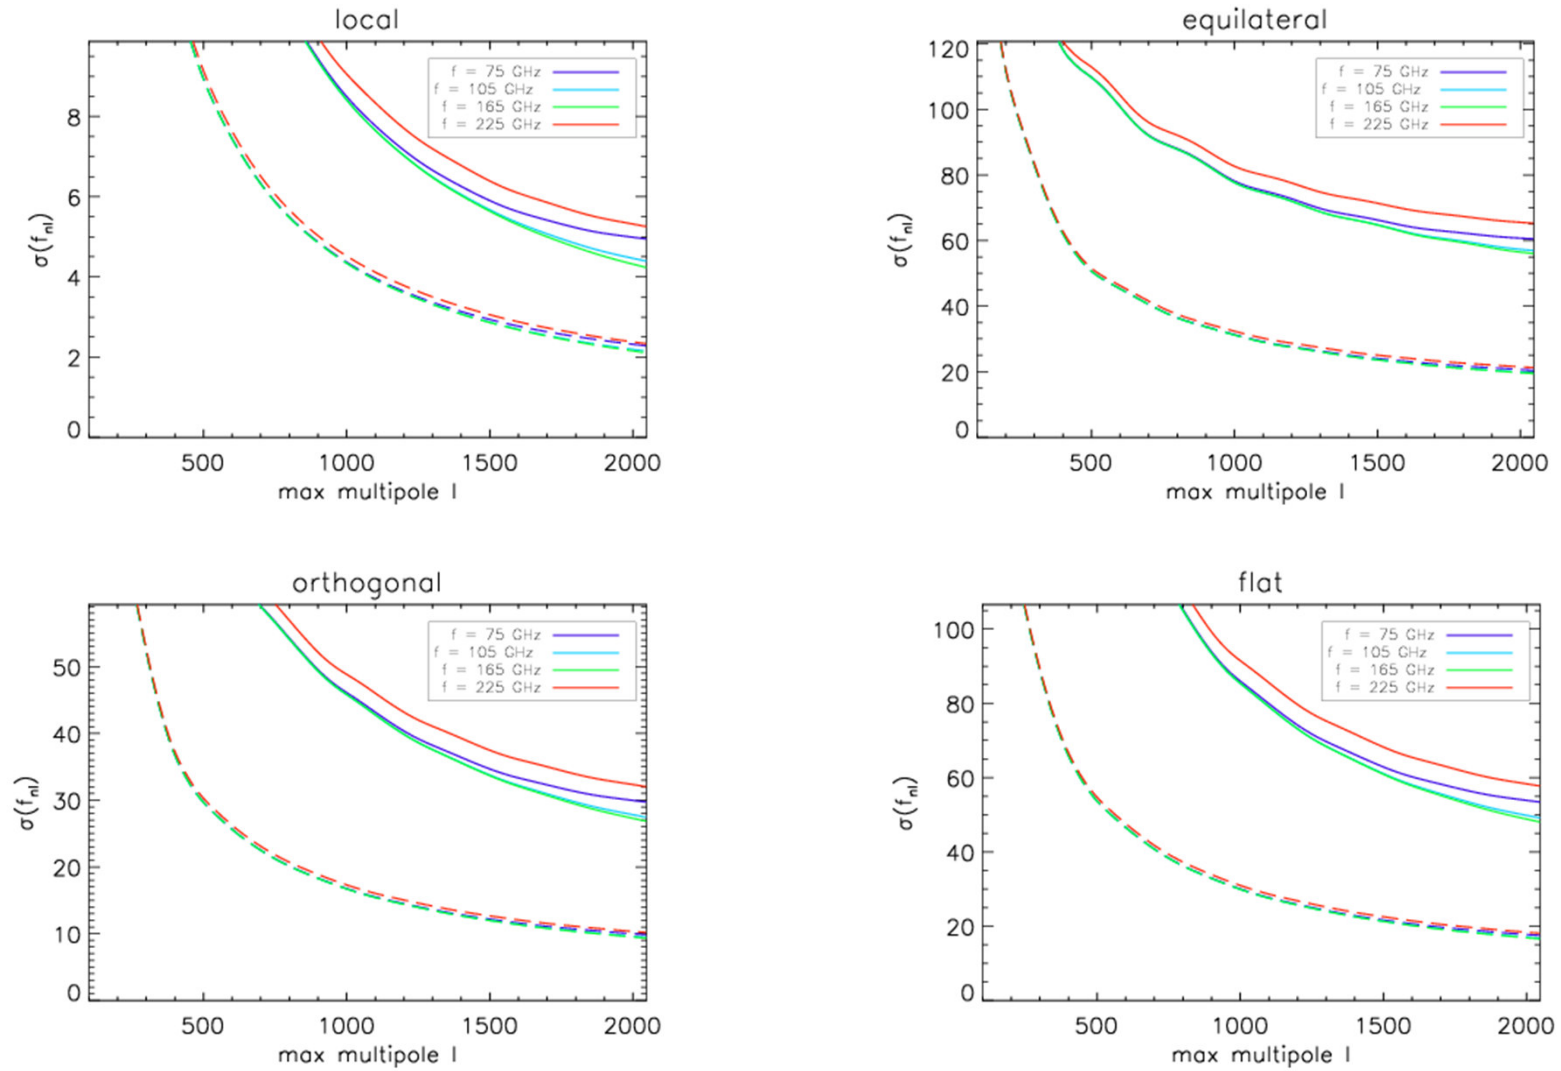 local
8
6
4
2
0
σ(fnl)
f = 75 GHz
f = 105 GHz
f = 165 GHz
f = 225 GHz
500 1000 1500 2000
max multipole l
equilateral
120
100
80
60
40
20
0
σ(fnl)
f = 75 GHz
f = 105 GHz
f = 165 GHz
f = 225 GHz
500 1000 1500 2000
max multipole l
orthogonal
50
40
30
20
10
0
σ(fnl)
f = 75 GHz
f = 105 GHz
f = 165 GHz
f = 225 GHz
500 1000 1500 2000
max multipole l
flat
100
80
60
40
20
0
σ(fnl)
f = 75 GHz
f = 105 GHz
f = 165 GHz
f = 225 GHz
500 1000 1500 2000
max multipole l